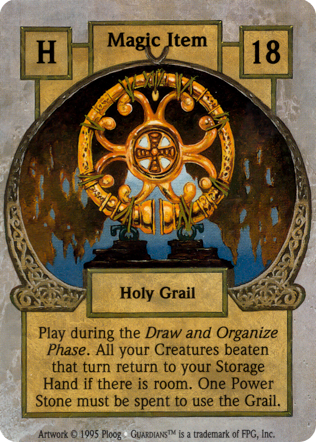 H
Magic Item
18
Holy Grail
Play during the Draw and Organize
Phase. All your Creatures beaten
that turn return to your Storage
Hand if there is room. One Power
Stone must be spent to use the Grail.
Artwork © 1995 Ploog • GUARDIANS™ is a trademark of FPG, Inc.